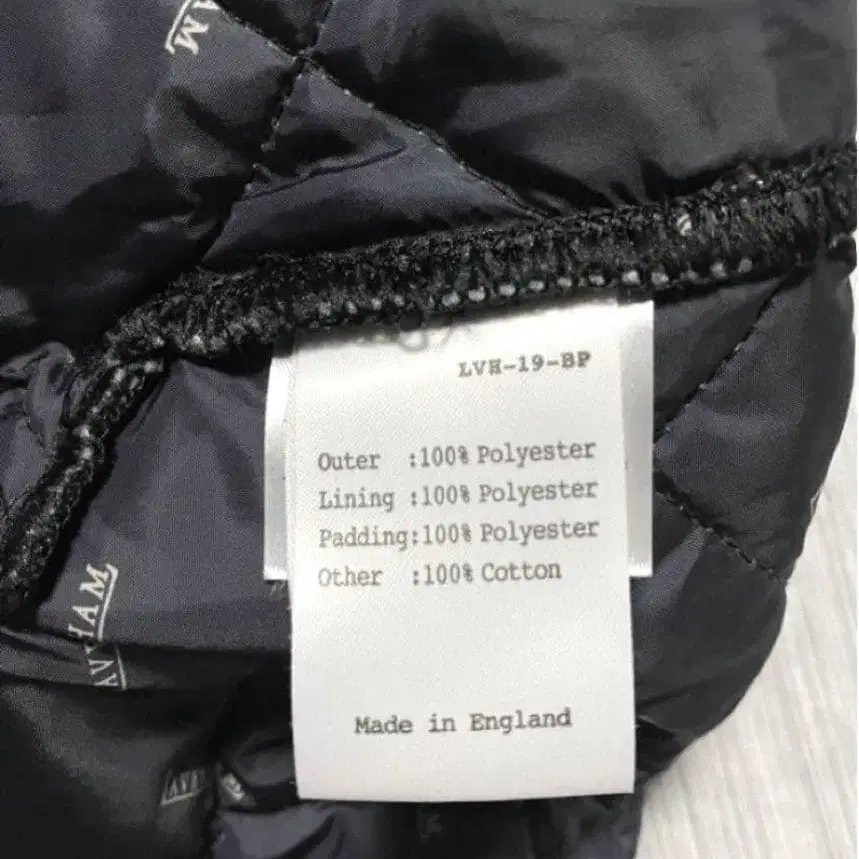 LVH-19-BP
Outer :100% Polyester
Lining :100% Polyester
Padding:100% Polyester
Other :100% Cotton
Made in England